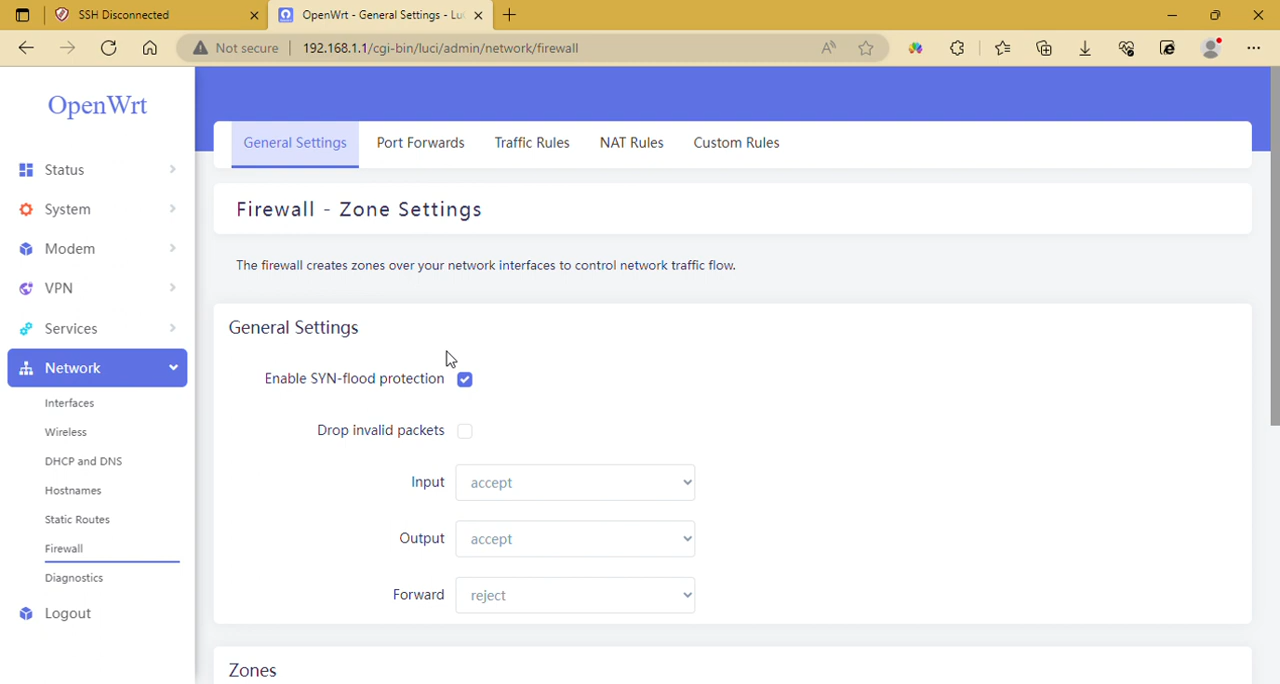 SSH Disconnected
OpenWrt - General Settings - Lu
Not secure
192.168.1.1/cgi-bin/luci/admin/network/firewall
OpenWrt
Status
System
Modem
VPN
Services
Network
Interfaces
Wireless
DHCP and DNS
Hostnames
Static Routes
Firewall
Diagnostics
Logout
General Settings Port Forwards Traffic Rules NAT Rules Custom Rules
Firewall - Zone Settings
The firewall creates zones over your network interfaces to control network traffic flow.
General Settings
Enable SYN-flood protection
Drop invalid packets
Input accept
Output accept
Forward reject
Zones